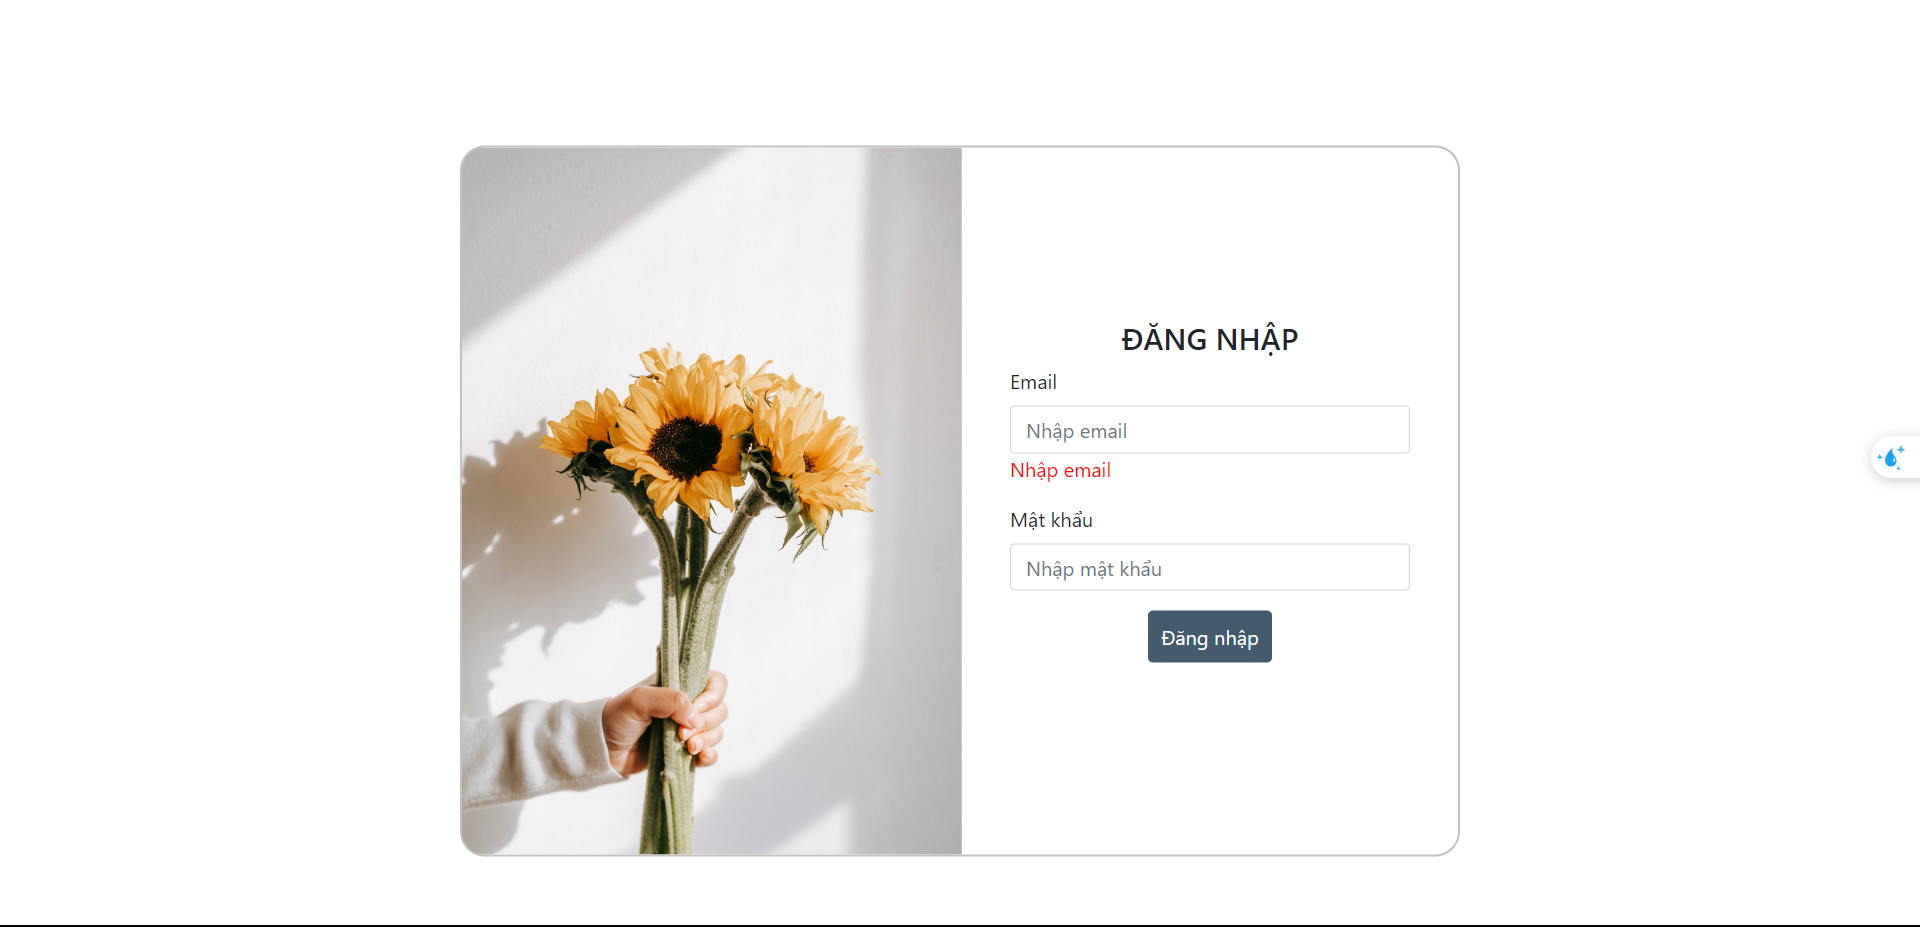 ĐĂNG NHẬP
Email
Nhập email
Nhập email
Mật khẩu
Nhập mật khẩu
Đăng nhập